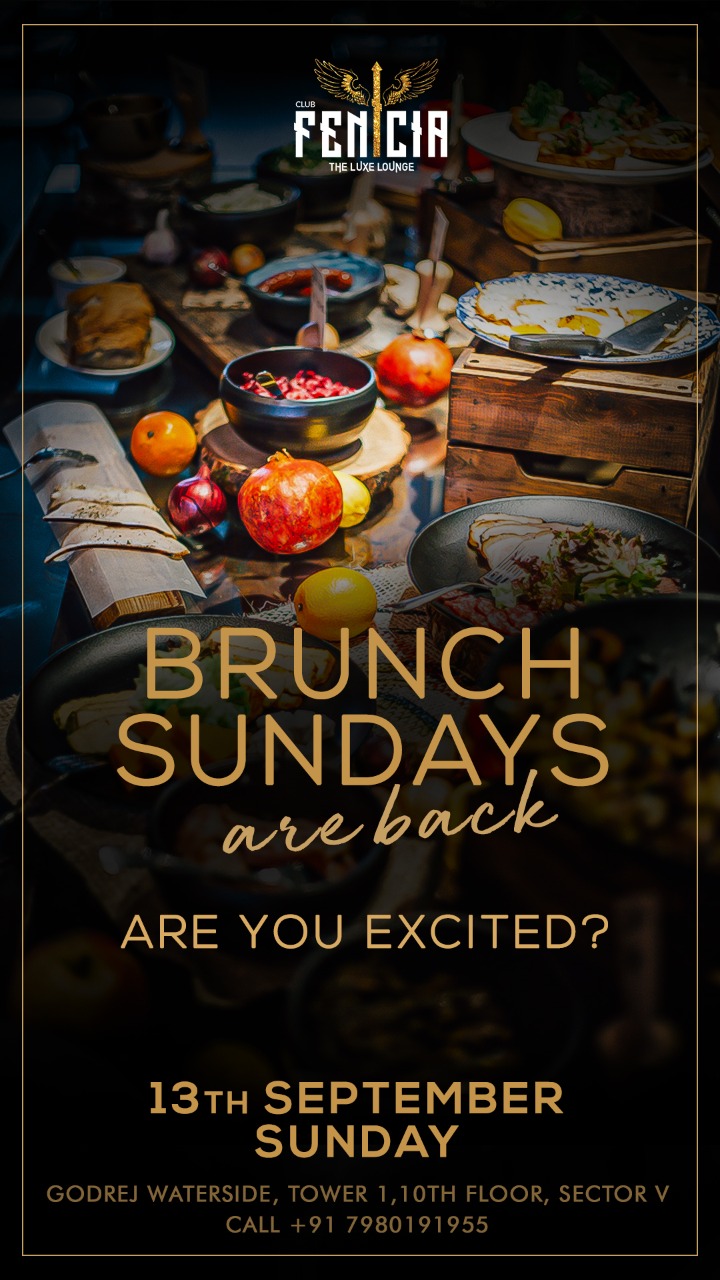 CLUB
FENICIA
THE LUXE LOUNGE
BRUNCH
SUNDAYS
are back
ARE YOU EXCITED?
13TH SEPTEMBER
SUNDAY
GODREJ WATERSIDE, TOWER 1,10TH FLOOR, SECTOR V
CALL +91 7980191955